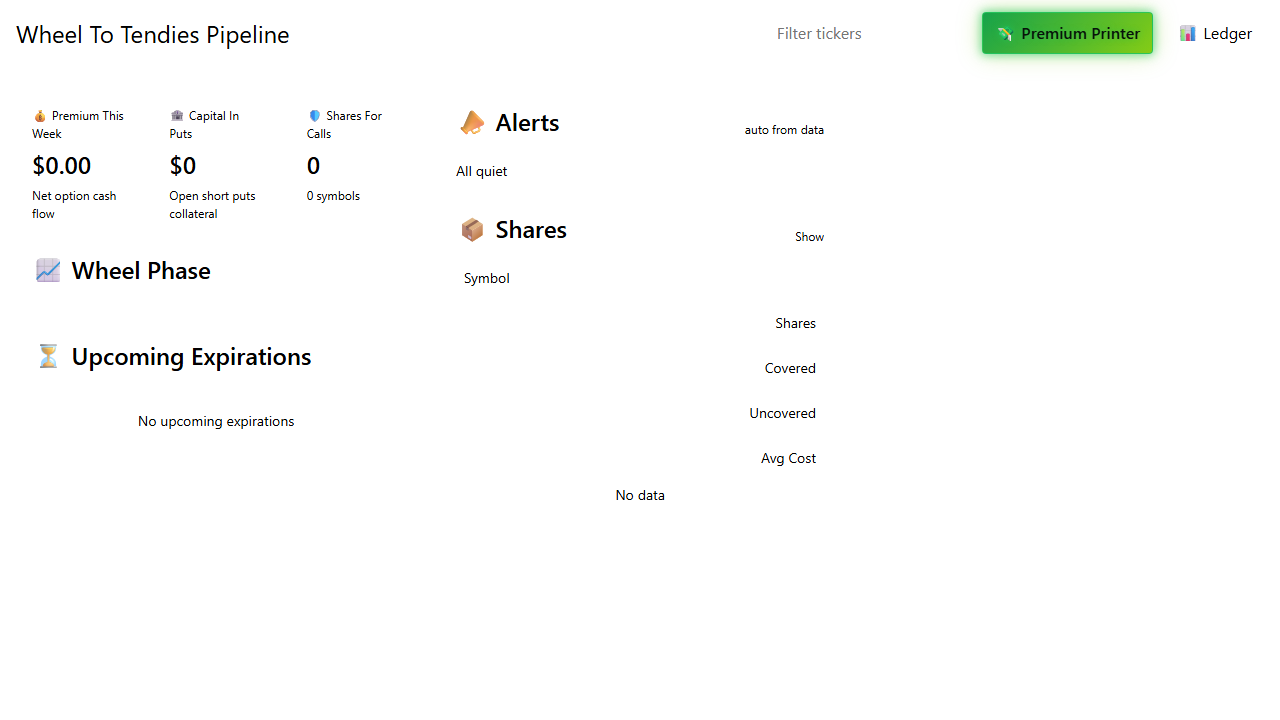 Wheel To Tendies Pipeline
Filter tickers
Premium Printer
Ledger
Premium This
Week
$0.00
Net option cash
flow
Capital In
Puts
$0
Open short puts
collateral
Shares For
Calls
0
0 symbols
Wheel Phase
Upcoming Expirations
No upcoming expirations
Alerts
auto from data
All quiet
Shares
Show
Symbol
Shares
Covered
Uncovered
Avg Cost
No data